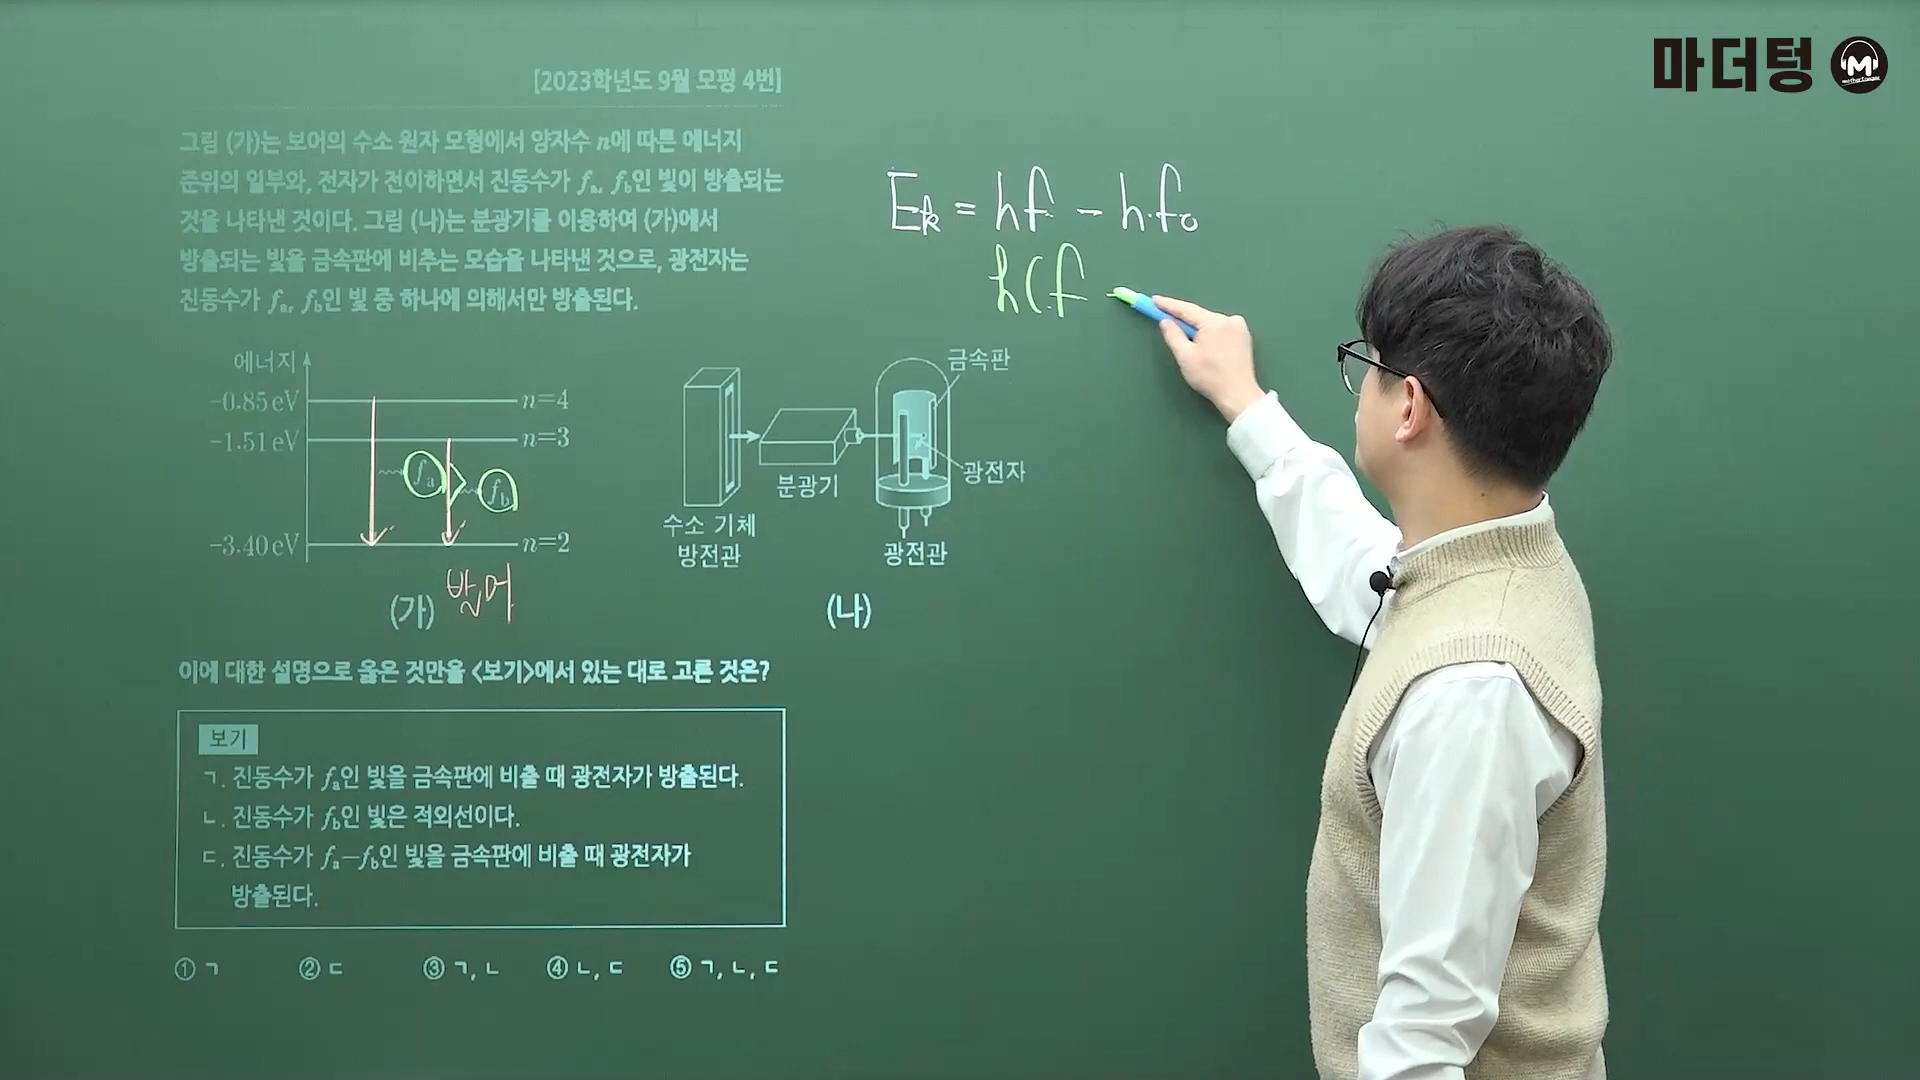 마더텅 M
[2023학년도 9월 모평 4번]
그림 (가)는 보어의 수소 원자 모형에서 양자수 n에 따른 에너지
준위의 일부와, 전자가 전이하면서 진동수가 fa, fb인 빛이 방출되는
것을 나타낸 것이다. 그림 (나)는 분광기를 이용하여 (가)에서
방출되는 빛을 금속판에 비추는 모습을 나타낸 것으로, 광전자는
진동수가 fa, fb인 빛 중 하나에 의해서만 방출된다.
Ek = hf - h·f0
h(f -
에너지
-0.85 eV n=4
-1.51 eV n=3
fa fb
-3.40 eV n=2
(가) 발머
금속판
광전자
분광기
수소 기체
방전관
광전관
(나)
이에 대한 설명으로 옳은 것만을 <보기>에서 있는 대로 고른 것은?
보기
ㄱ. 진동수가 fa인 빛을 금속판에 비출 때 광전자가 방출된다.
ㄴ. 진동수가 fb인 빛은 적외선이다.
ㄷ. 진동수가 fa-fb인 빛을 금속판에 비출 때 광전자가
방출된다.
① ㄱ ② ㄷ ③ ㄱ, ㄴ ④ ㄴ, ㄷ ⑤ ㄱ, ㄴ, ㄷ